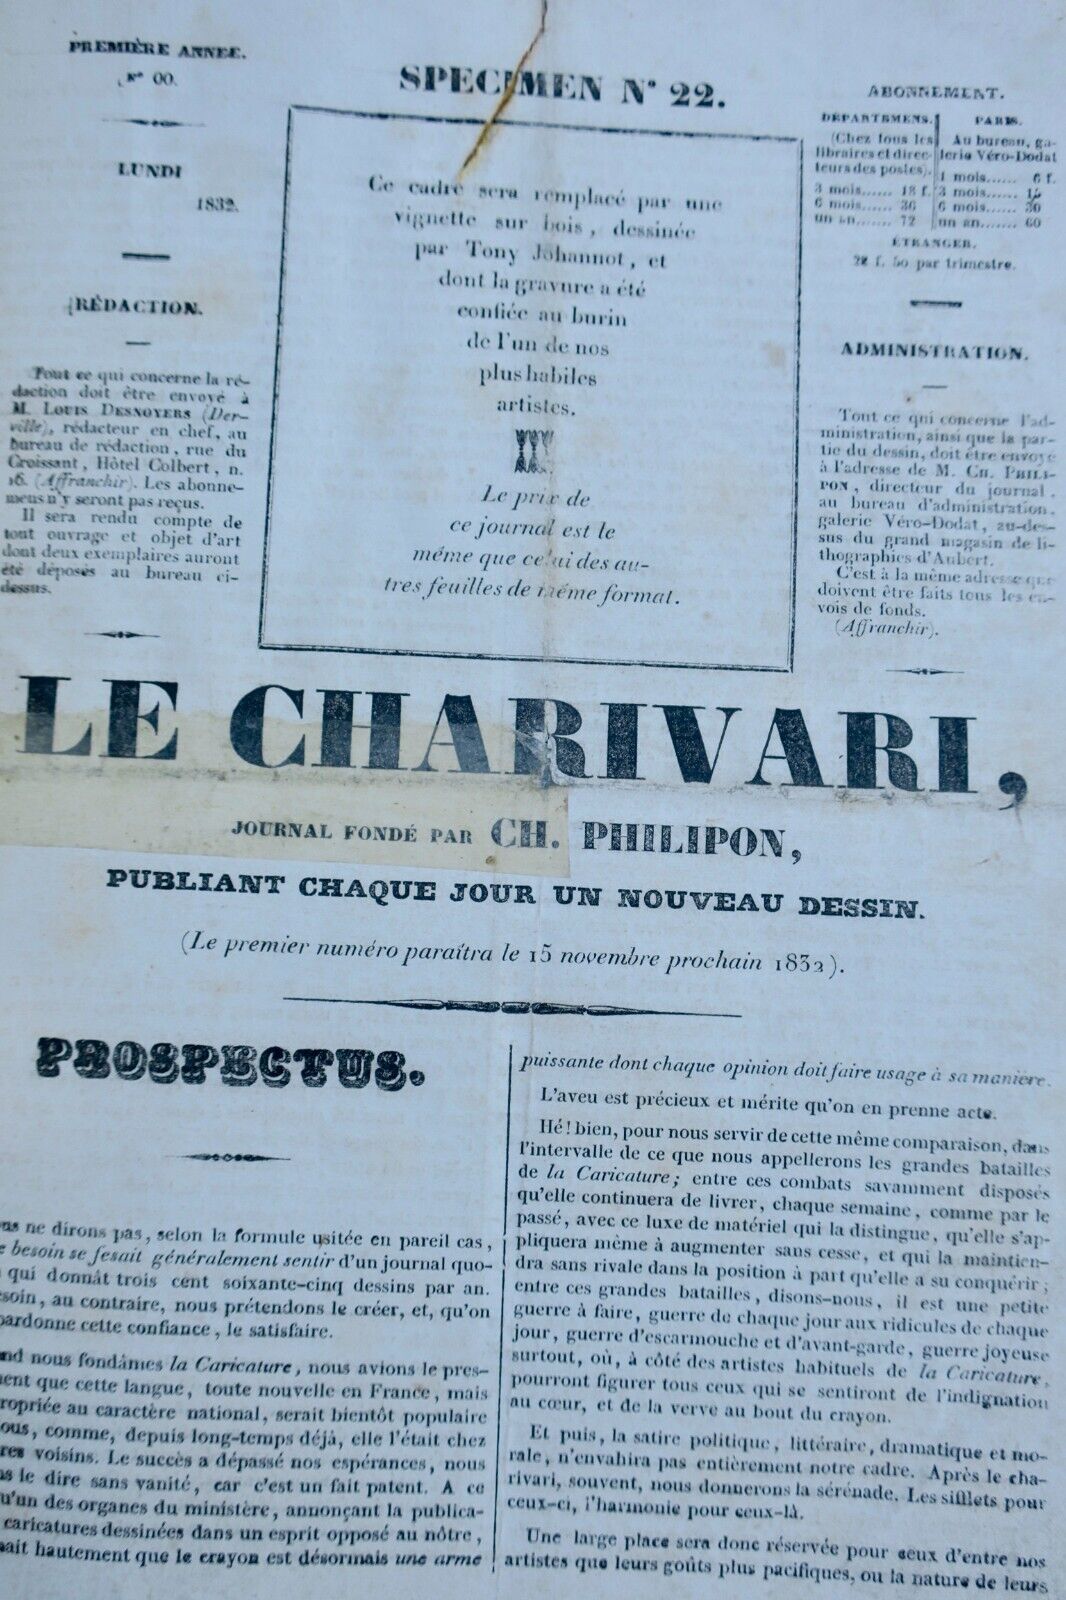 PREMIÈRE ANNÉE.
N° 00.
LUNDI
1832.
RÉDACTION.
Tout ce qui concerne la ré-
daction doit être envoyé à
M. LOUIS DESNOYERS (Der-
ville), rédacteur en chef, au
bureau de rédaction, rue du
Croissant, Hôtel Colbert, n.
16. (Affranchir). Les abonne-
mens n'y seront pas reçus.
Il sera rendu compte de
tout ouvrage et objet d'art
dont deux exemplaires auront
été déposés au bureau ci-
dessus.
SPECIMEN N° 22.
Ce cadre sera remplacé par une
vignette sur bois, dessinée
par Tony Johannot, et
dont la gravure a été
confiée au burin
de l'un de nos
plus habiles
artistes.
Le prix de
ce journal est le
même que celui des au-
tres feuilles de même format.
ABONNEMENT.
DÉPARTEMENS.
(Chez tous les
libraires et direc-
teurs des postes).
3 mois...... 18 f.
6 mois...... 36
un an....... 72
PARIS.
Au bureau, ga-
lerie Véro-Dodat
1 mois...... 6 f.
3 mois...... 15
6 mois...... 30
un an....... 60
ÉTRANGER.
22 f. 50 par trimestre.
ADMINISTRATION.
Tout ce qui concerne l'ad-
ministration, ainsi que la par-
tie du dessin, doit être envoyé
à l'adresse de M. CH. PHILI-
PON, directeur du journal,
au bureau d'administration,
galerie Véro-Dodat, au-des-
sus du grand magasin de li-
thographies d'Aubert.
C'est à la même adresse que
doivent être faits tous les en-
vois de fonds.
(Affranchir).
LE CHARIVARI,
JOURNAL FONDÉ PAR CH. PHILIPON,
PUBLIANT CHAQUE JOUR UN NOUVEAU DESSIN.
(Le premier numéro paraîtra le 15 novembre prochain 1832).
PROSPECTUS.
ne dirons pas, selon la formule usitée en pareil cas,
besoin se fesait généralement sentir d'un journal quo-
qui donnât trois cent soixante-cinq dessins par an.
soin, au contraire, nous prétendons le créer, et, qu'on
pardonne cette confiance, le satisfaire.
nd nous fondâmes la Caricature, nous avions le pres-
ent que cette langue, toute nouvelle en France, mais
ropriée au caractère national, serait bientôt populaire
ous, comme, depuis long-temps déjà, elle l'était chez
res voisins. Le succès a dépassé nos espérances, nous
s le dire sans vanité, car c'est un fait patent. A ce
u'un des organes du ministère, annonçant la publica-
caricatures dessinées dans un esprit opposé au nôtre,
ait hautement que le crayon est désormais une arme
puissante dont chaque opinion doit faire usage à sa manière.
L'aveu est précieux et mérite qu'on en prenne acte.
Hé! bien, pour nous servir de cette même comparaison, dans
l'intervalle de ce que nous appellerons les grandes batailles
de la Caricature; entre ces combats savamment disposés
qu'elle continuera de livrer, chaque semaine, comme par le
passé, avec ce luxe de matériel qui la distingue, qu'elle s'ap-
pliquera même à augmenter sans cesse, et qui la maintien-
dra sans rivale dans la position à part qu'elle a su conquérir;
entre ces grandes batailles, disons-nous, il est une petite
guerre à faire, guerre de chaque jour aux ridicules de chaque
jour, guerre d'escarmouche et d'avant-garde, guerre joyeuse
surtout, où, à côté des artistes habituels de la Caricature,
pourront figurer tous ceux qui se sentiront de l'indignation
au cœur, et de la verve au bout du crayon.
Et puis, la satire politique, littéraire, dramatique et mo-
rale, n'envahira pas entièrement notre cadre. Après le cha-
rivari, souvent, nous donnerons la sérénade. Les sifflets pour
ceux-ci, l'harmonie pour ceux-là.
Une large place sera donc réservée pour ceux d'entre nos
artistes que leurs goûts plus pacifiques, ou la nature de leurs